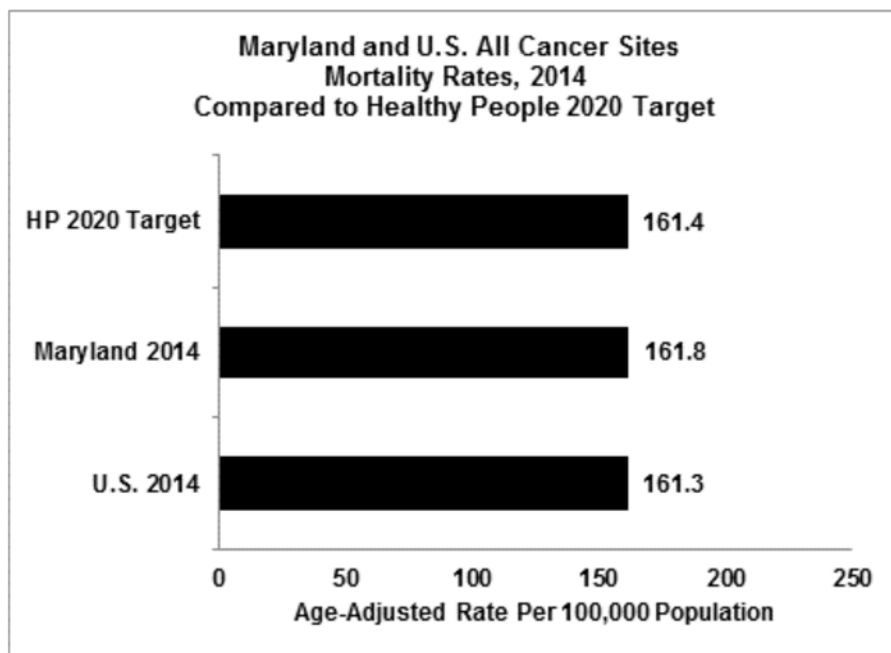 Maryland and U.S. All Cancer Sites
Mortality Rates, 2014
Compared to Healthy People 2020 Target
HP 2020 Target
161.4
Maryland 2014
161.8
U.S. 2014
161.3
0 50 100 150 200 250
Age-Adjusted Rate Per 100,000 Population